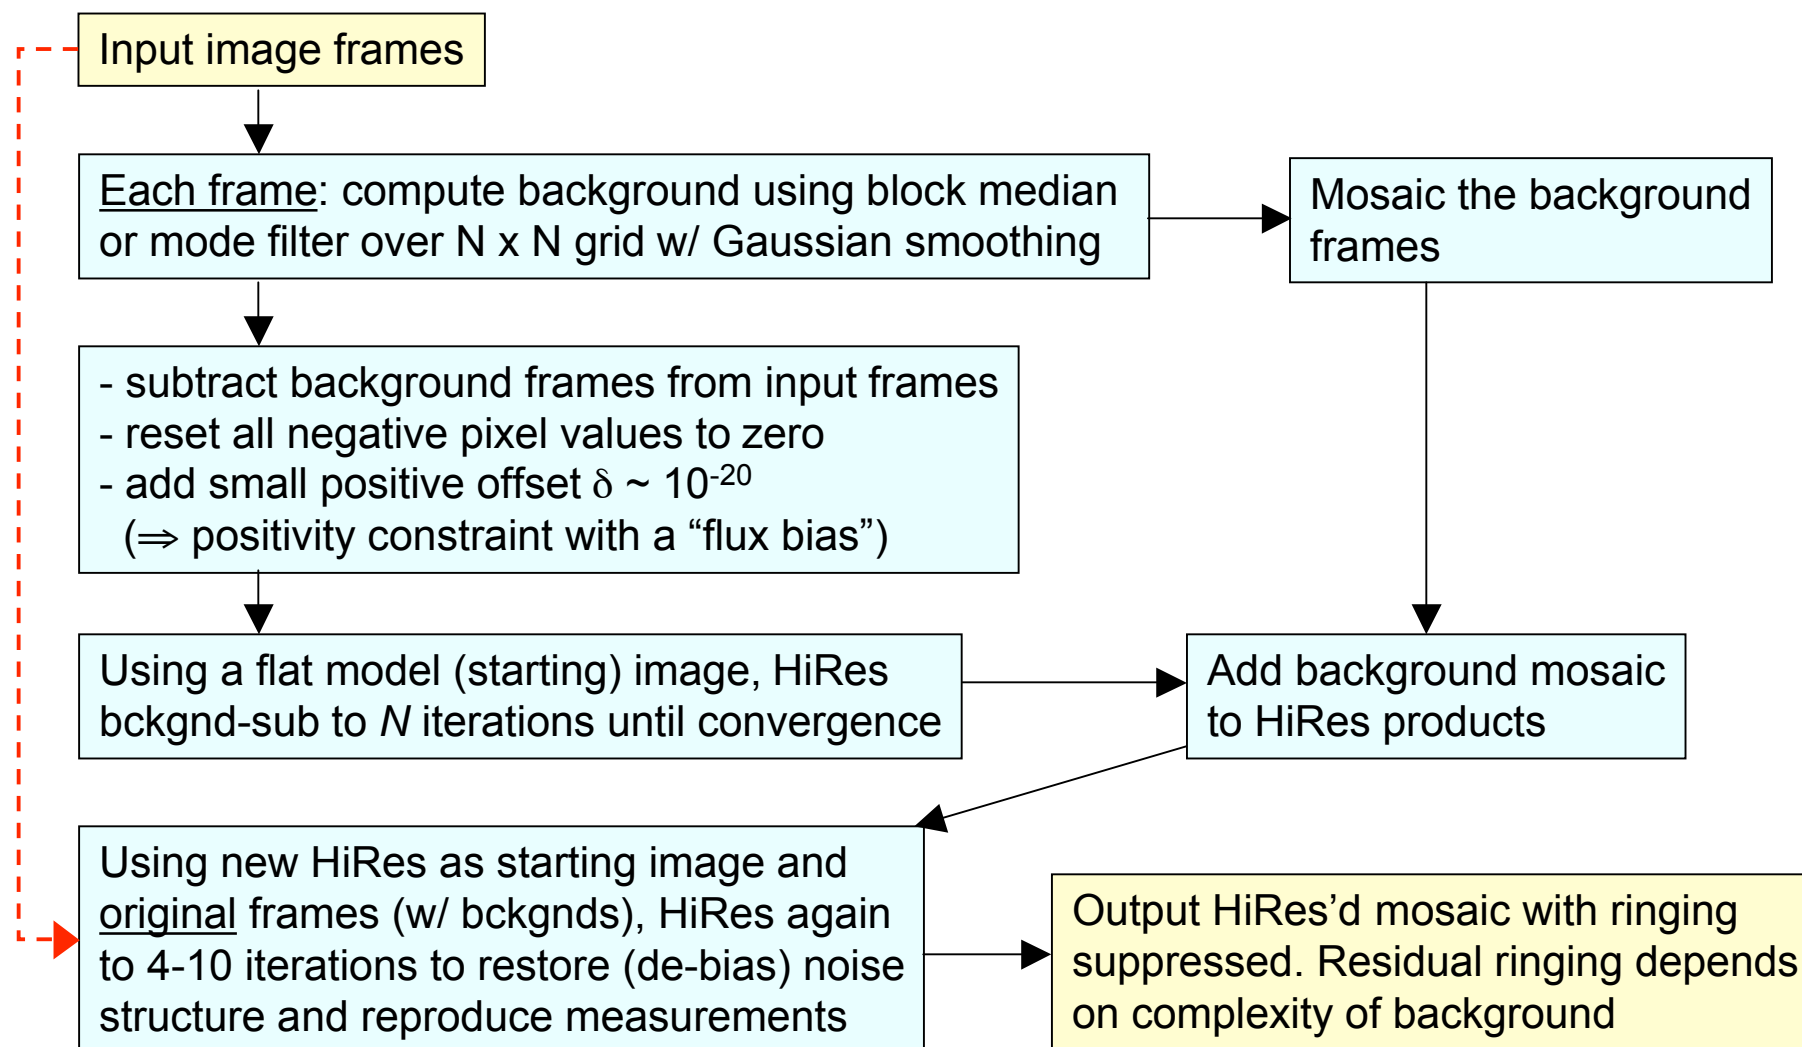 Input image frames
Each frame: compute background using block median
or mode filter over N x N grid w/ Gaussian smoothing
Mosaic the background
frames
- subtract background frames from input frames
- reset all negative pixel values to zero
- add small positive offset δ ~ 10⁻²⁰
(⇒ positivity constraint with a “flux bias”)
Using a flat model (starting) image, HiRes
bckgnd-sub to N iterations until convergence
Add background mosaic
to HiRes products
Using new HiRes as starting image and
original frames (w/ bckgnds), HiRes again
to 4-10 iterations to restore (de-bias) noise
structure and reproduce measurements
Output HiRes’d mosaic with ringing
suppressed. Residual ringing depends
on complexity of background